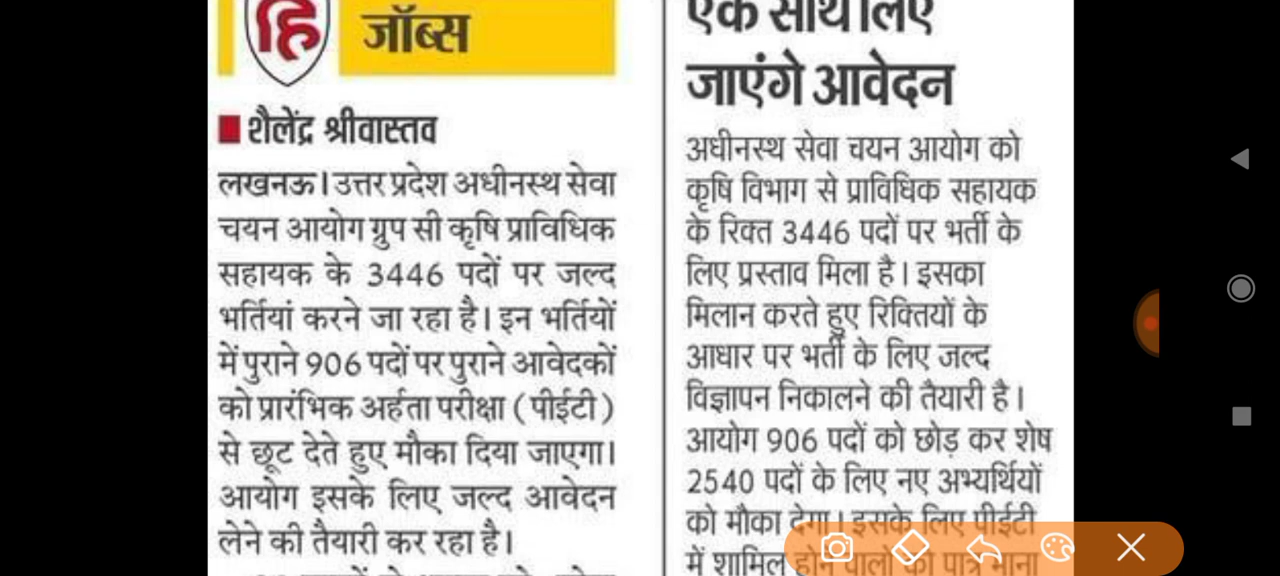 हि
जॉब्स
शैलेंद्र श्रीवास्तव
लखनऊ। उत्तर प्रदेश अधीनस्थ सेवा
चयन आयोग ग्रुप सी कृषि प्राविधिक
सहायक के 3446 पदों पर जल्द
भर्तियां करने जा रहा है। इन भर्तियों
में पुराने 906 पदों पर पुराने आवेदकों
को प्रारंभिक अर्हता परीक्षा (पीईटी)
से छूट देते हुए मौका दिया जाएगा।
आयोग इसके लिए जल्द आवेदन
लेने की तैयारी कर रहा है।
एक साथ लिए
जाएंगे आवेदन
अधीनस्थ सेवा चयन आयोग को
कृषि विभाग से प्राविधिक सहायक
के रिक्त 3446 पदों पर भर्ती के
लिए प्रस्ताव मिला है। इसका
मिलान करते हुए रिक्तियों के
आधार पर भर्ती के लिए जल्द
विज्ञापन निकालने की तैयारी है।
आयोग 906 पदों को छोड़ कर शेष
2540 पदों के लिए नए अभ्यर्थियों
को मौका देगा। इसके लिए पीईटी
में शामिल होने वालों को पात्र माना